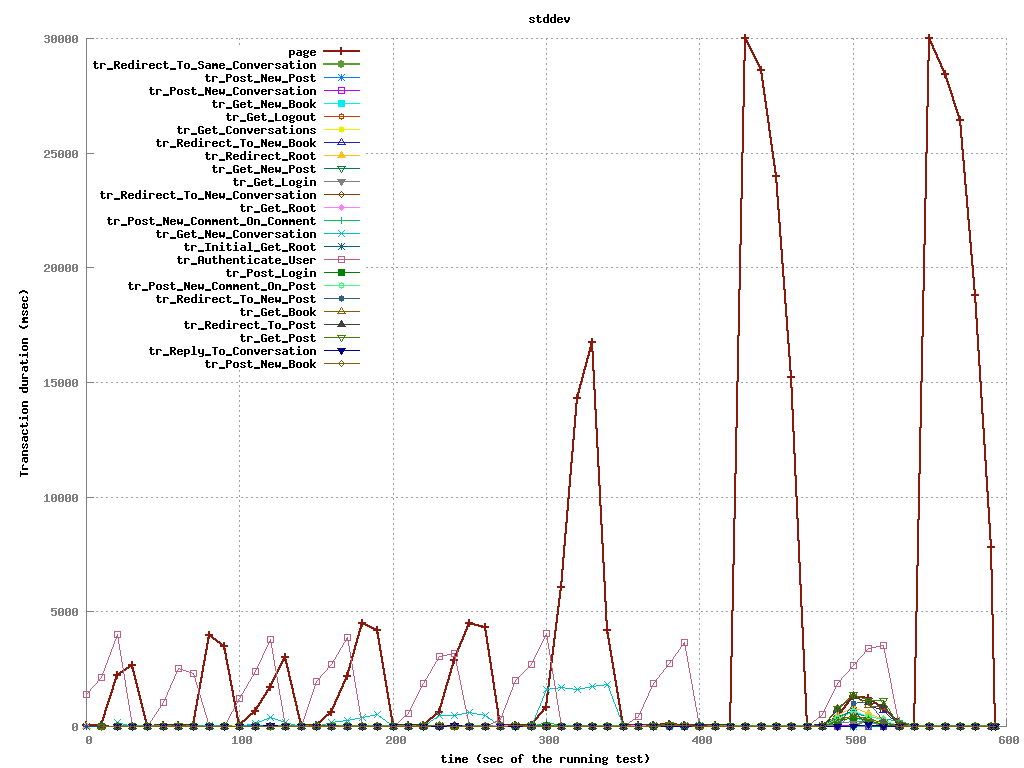 stddev
30000
25000
20000
15000
10000
5000
0
Transaction duration (msec)
page
tr_Redirect_To_Same_Conversation
tr_Post_New_Post
tr_Post_New_Conversation
tr_Get_New_Book
tr_Get_Logout
tr_Get_Conversations
tr_Redirect_To_New_Book
tr_Redirect_Root
tr_Get_New_Post
tr_Get_Login
tr_Redirect_To_New_Conversation
tr_Get_Root
tr_Post_New_Comment_On_Comment
tr_Get_New_Conversation
tr_Initial_Get_Root
tr_Authenticate_User
tr_Post_Login
tr_Post_New_Comment_On_Post
tr_Redirect_To_New_Post
tr_Get_Book
tr_Redirect_To_Post
tr_Get_Post
tr_Reply_To_Conversation
tr_Post_New_Book
0 100 200 300 400 500 600
time (sec of the running test)